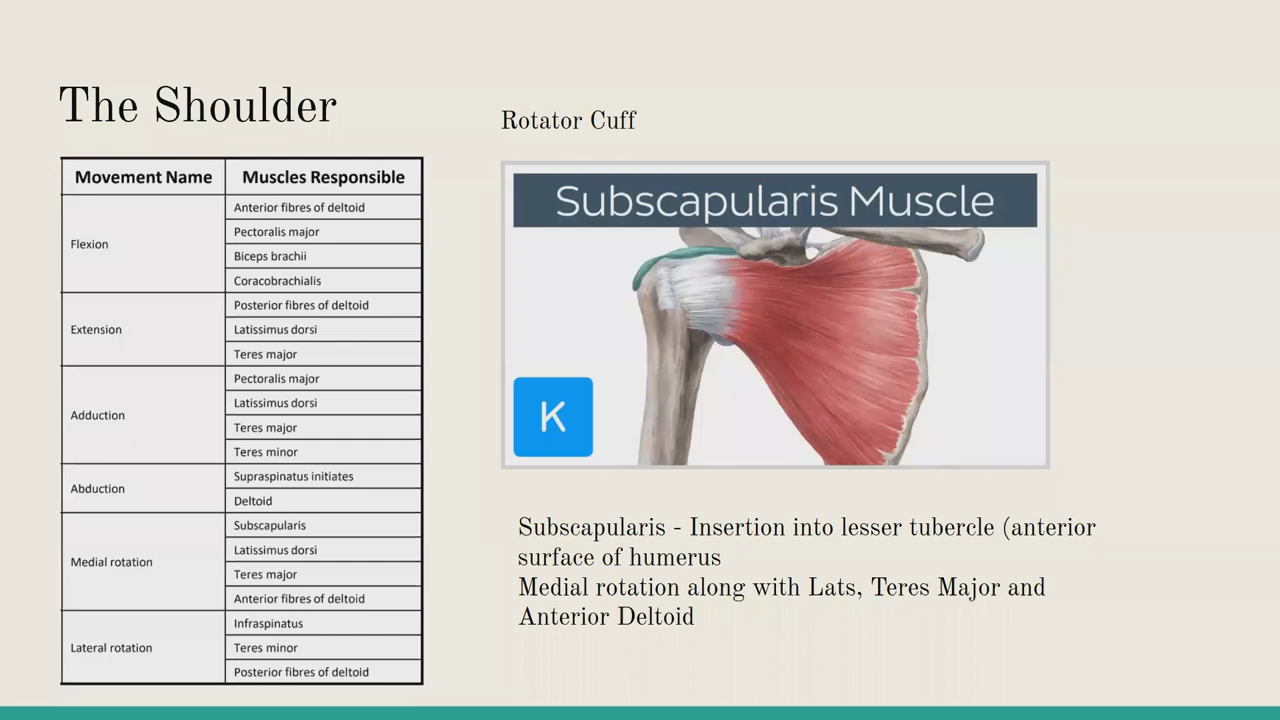 The Shoulder
Movement Name Muscles Responsible
Flexion
Anterior fibres of deltoid
Pectoralis major
Biceps brachii
Coracobrachialis
Extension
Posterior fibres of deltoid
Latissimus dorsi
Teres major
Adduction
Pectoralis major
Latissimus dorsi
Teres major
Teres minor
Abduction
Supraspinatus initiates
Deltoid
Medial rotation
Subscapularis
Latissimus dorsi
Teres major
Anterior fibres of deltoid
Lateral rotation
Infraspinatus
Teres minor
Posterior fibres of deltoid
Rotator Cuff
Subscapularis Muscle
K
Subscapularis - Insertion into lesser tubercle (anterior
surface of humerus
Medial rotation along with Lats, Teres Major and
Anterior Deltoid